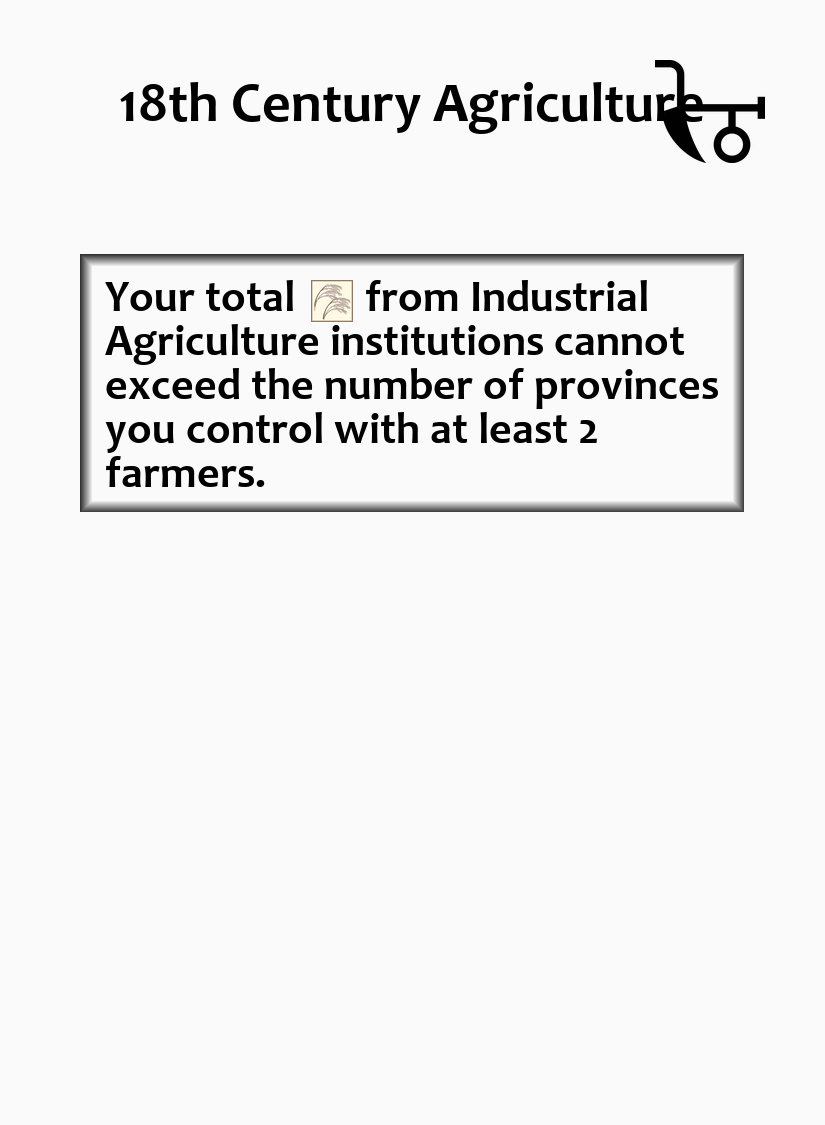 18th Century Agriculture
Your total from Industrial
Agriculture institutions cannot
exceed the number of provinces
you control with at least 2
farmers.